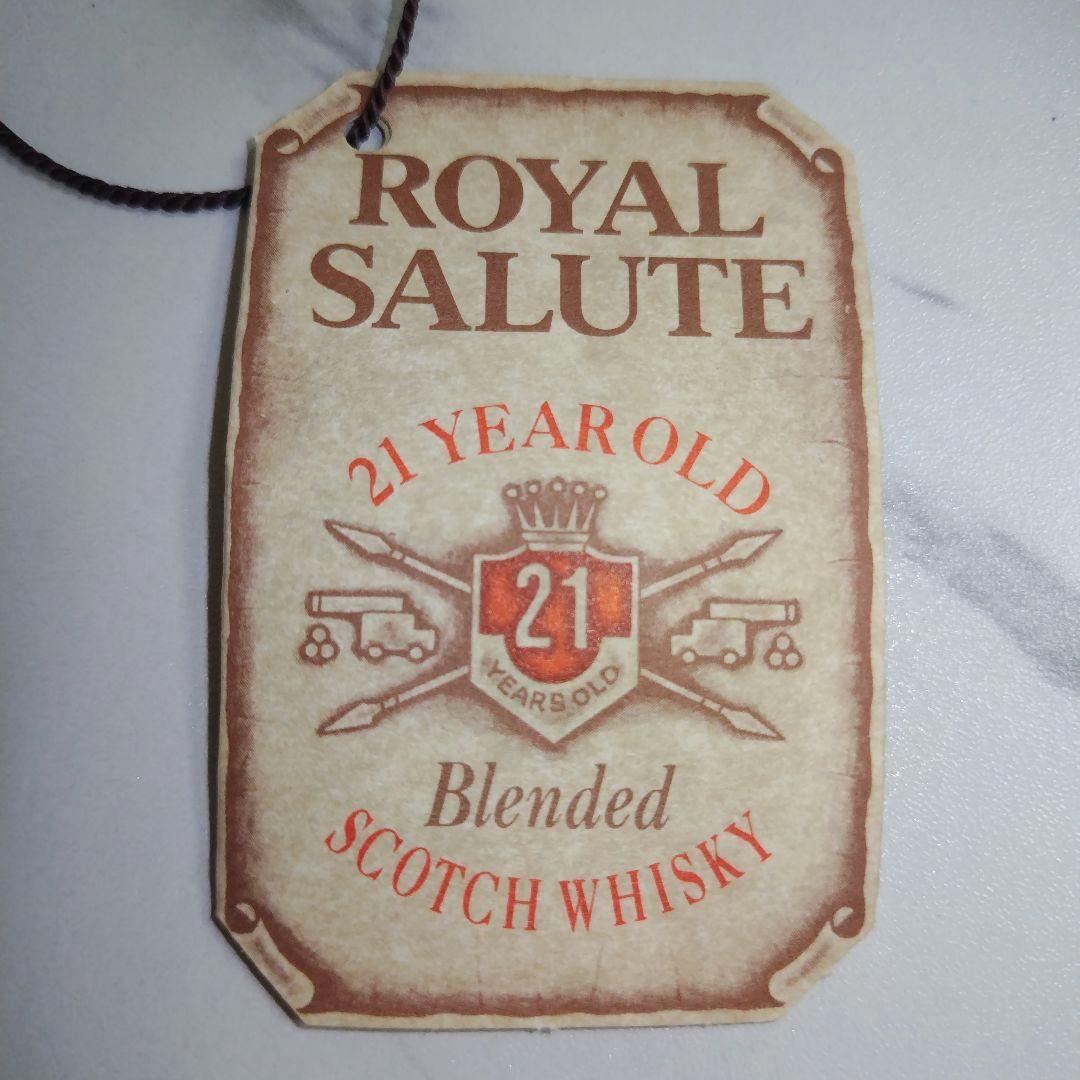 ROYAL
SALUTE
21 YEAR OLD
21
YEARS OLD
Blended
SCOTCH WHISKY